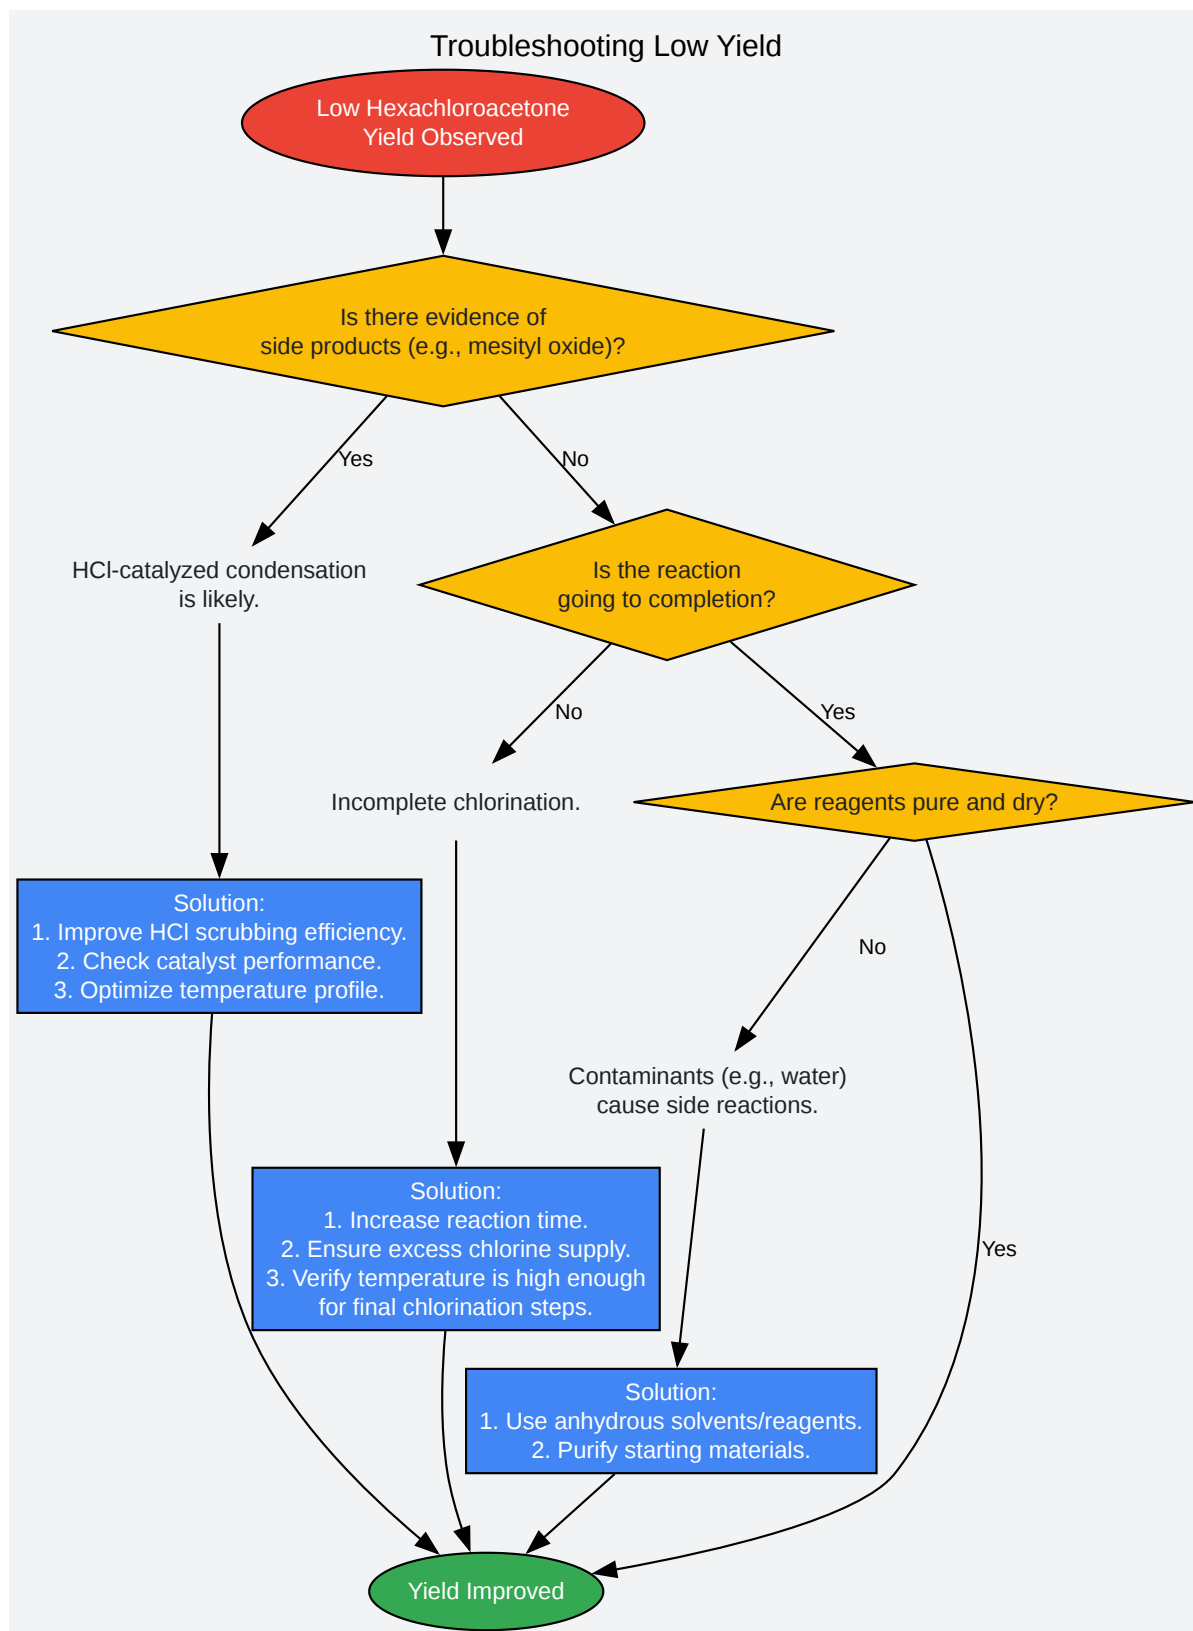 Troubleshooting Low Yield
Low Hexachloroacetone
Yield Observed
Is there evidence of
side products (e.g., mesityl oxide)?
Yes
No
HCl-catalyzed condensation
is likely.
Is the reaction
going to completion?
No
Yes
Incomplete chlorination.
Are reagents pure and dry?
Solution:
1. Improve HCl scrubbing efficiency.
2. Check catalyst performance.
3. Optimize temperature profile.
No
Contaminants (e.g., water)
cause side reactions.
Solution:
1. Increase reaction time.
2. Ensure excess chlorine supply.
3. Verify temperature is high enough
for final chlorination steps.
Yes
Solution:
1. Use anhydrous solvents/reagents.
2. Purify starting materials.
Yield Improved